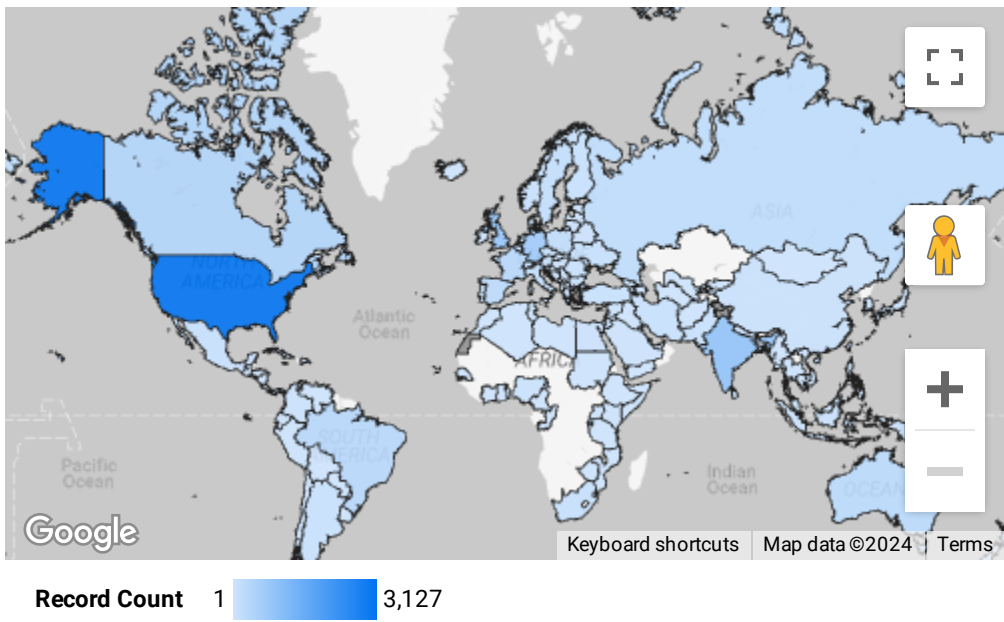 ASIA
NORTH
AMERICA
Atlantic
Ocean
AFRICA
SOUTH
AMERICA
Pacific
Ocean
Indian
Ocean
Google
Keyboard shortcuts
Map data ©2024
Terms
Record Count 1 3,127